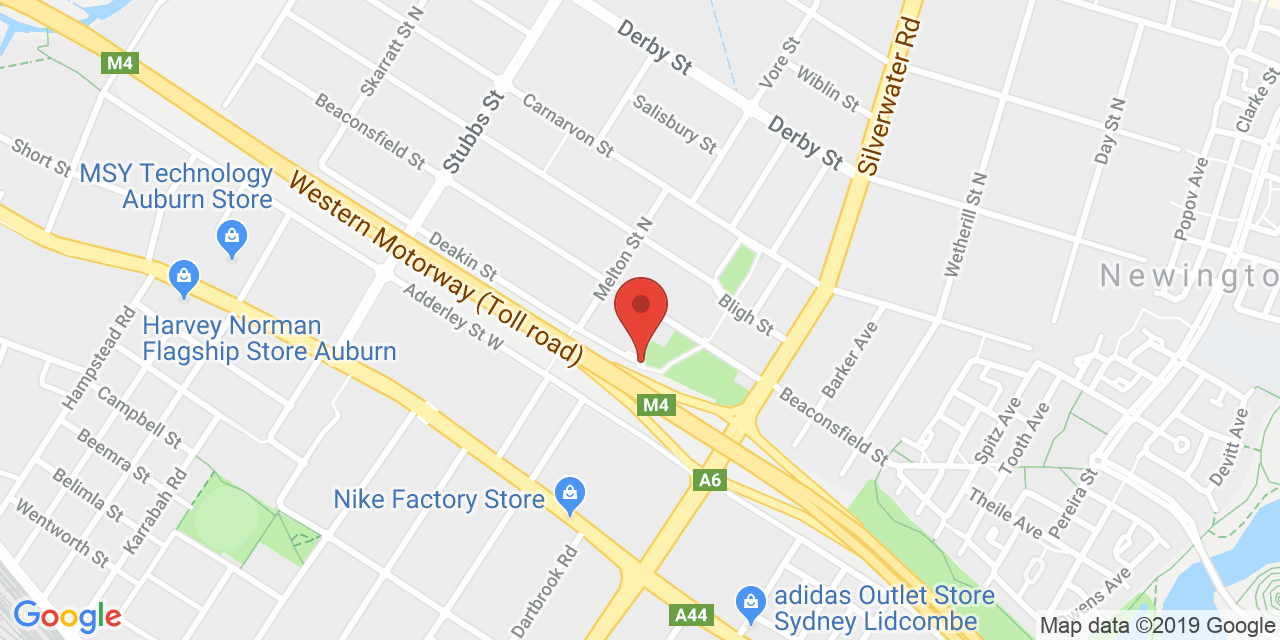 M4
Skarratt St N
Derby St
Vore St
Wiblin St
Silverwater Rd
Clarke St
Beaconsfield St
Stubbs St
Carnarvon St
Salisbury St
Derby St
Day St N
Short St
MSY Technology
Auburn Store
Western Motorway (Toll road)
Wetherill St N
Popov Ave
Deakin St
Melton St N
Newingto
Adderley St W
Bligh St
Harvey Norman
Flagship Store Auburn
Hampstead Rd
Barker Ave
M4
Campbell St
Beaconsfield St
Spitz Ave
Tooth Ave
Devitt Ave
Beemra St
Belimla St
Karrabah Rd
A6
Nike Factory Store
Wentworth St
Theile Ave
Pereira St
Dartbrook Rd
adidas Outlet Store
Sydney Lidcombe
A44
Google
Map data ©2019 Google